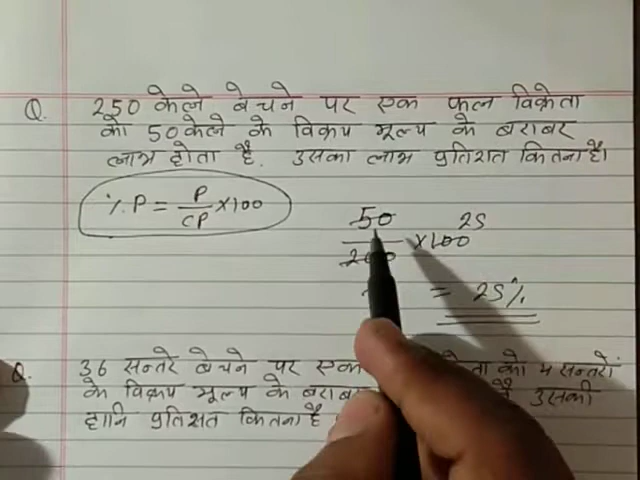 Q. 250 केले बेचने पर एक फल विक्रेता
को 50 केले के विक्रय मूल्य के बराबर
लाभ होता है. उसका लाभ प्रतिशत कितना है।
%P = P/CP × 100
50/200 × 100 25
= 25%
Q. 36 सन्तरे बेचने पर एक को 4 सन्तरों
के विक्रय मूल्य के बराबर उसकी
हानि प्रतिशत कितना है